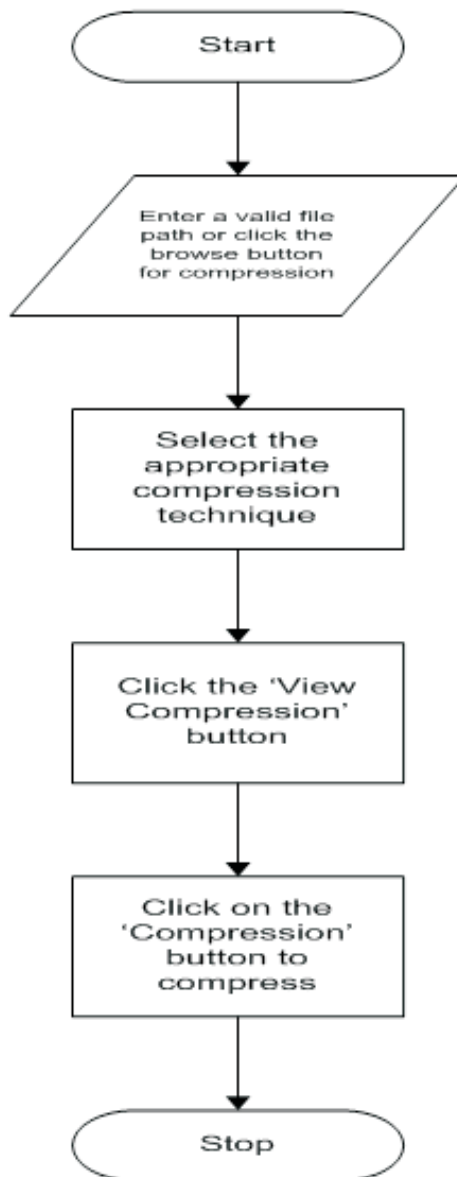 Start
Enter a valid file
path or click the
browse button
for compression
Select the
appropriate
compression
technique
Click the ‘View
Compression’
button
Click on the
‘Compression’
button to
compress
Stop